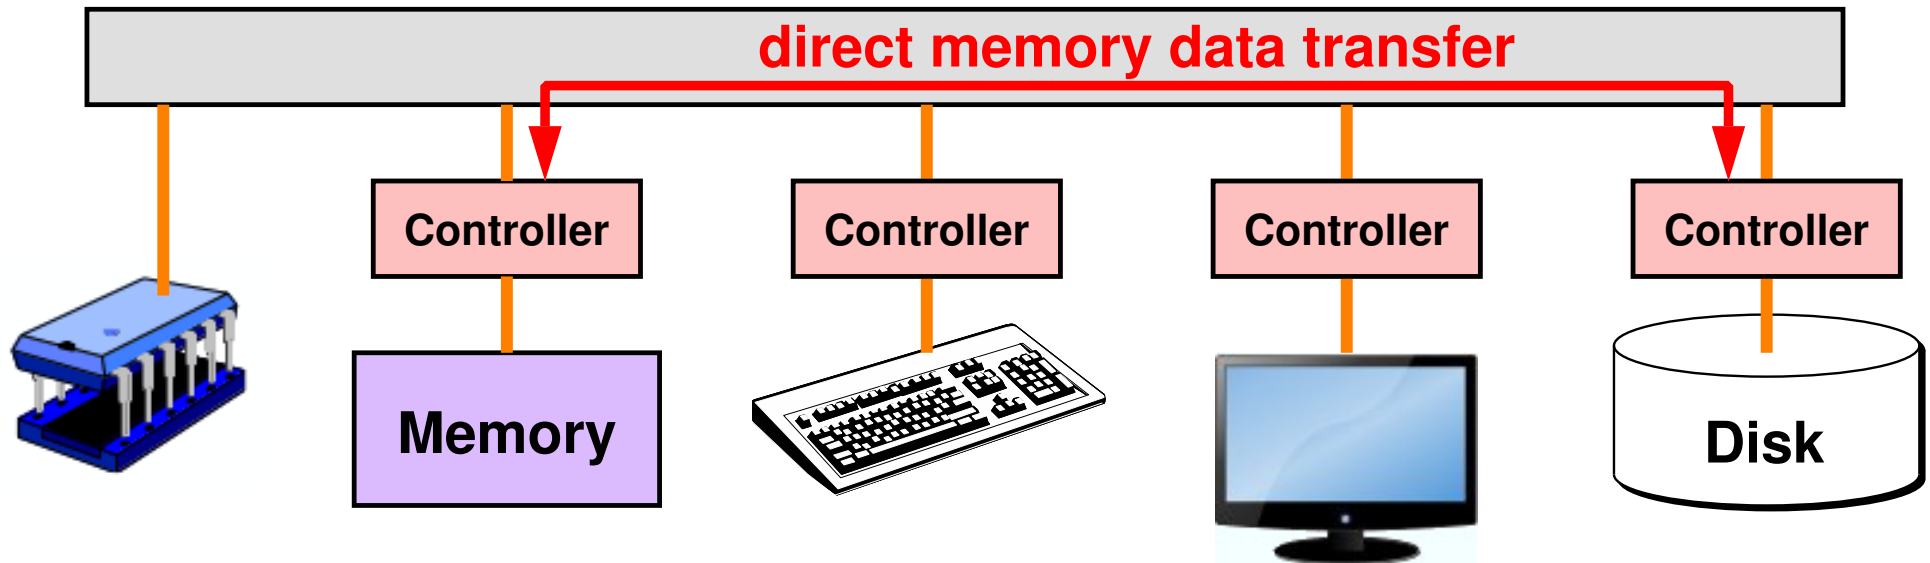 direct memory data transfer
Controller
Controller
Controller
Controller
Memory
Disk